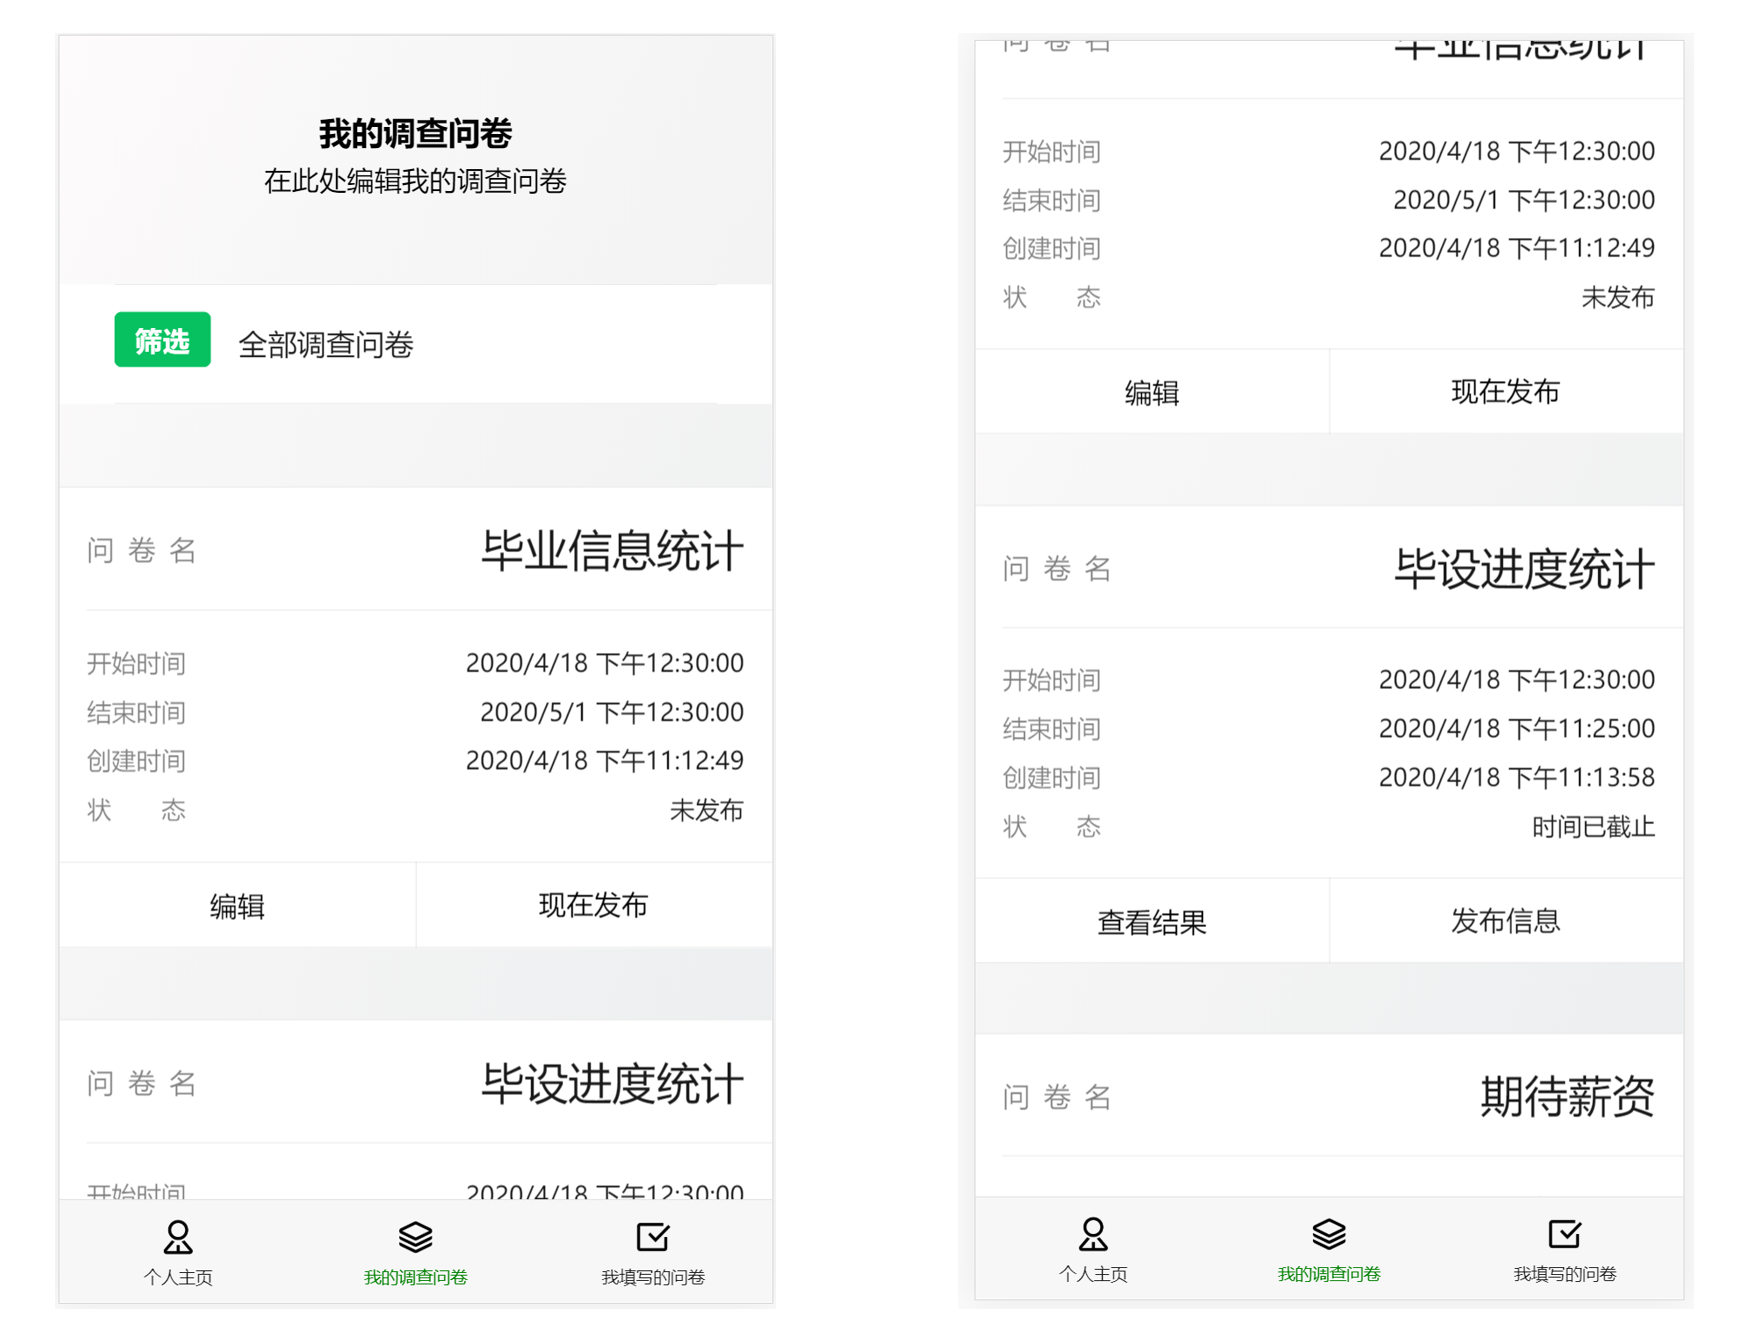 我的调查问卷
在此处编辑我的调查问卷
筛选 全部调查问卷
问 卷 名 毕业信息统计
开始时间 2020/4/18 下午12:30:00
结束时间 2020/5/1 下午12:30:00
创建时间 2020/4/18 下午11:12:49
状 态 未发布
编辑 现在发布
问 卷 名 毕设进度统计
开始时间 2020/4/18 下午12:30:00
个人主页 我的调查问卷 我填写的问卷
问 卷 名 毕业信息统计
开始时间 2020/4/18 下午12:30:00
结束时间 2020/5/1 下午12:30:00
创建时间 2020/4/18 下午11:12:49
状 态 未发布
编辑 现在发布
问 卷 名 毕设进度统计
开始时间 2020/4/18 下午12:30:00
结束时间 2020/4/18 下午11:25:00
创建时间 2020/4/18 下午11:13:58
状 态 时间已截止
查看结果 发布信息
问 卷 名 期待薪资
个人主页 我的调查问卷 我填写的问卷